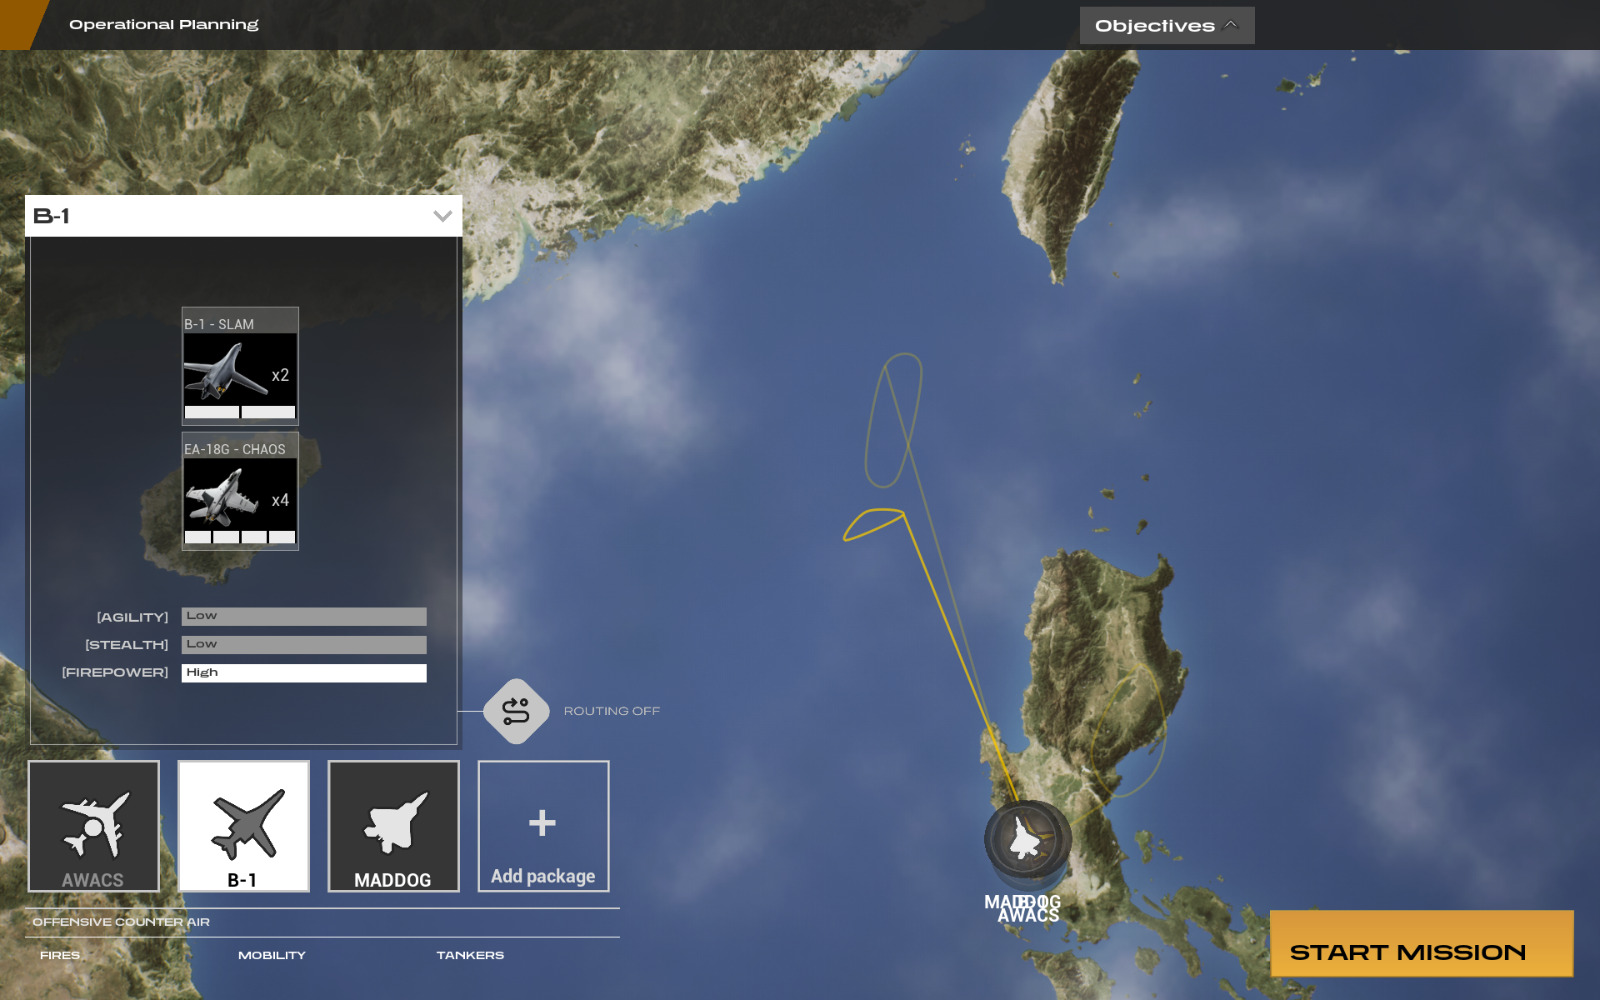 Operational Planning
Objectives
B-1
B-1 - SLAM
x2
EA-18G - CHAOS
x4
[AGILITY] Low
[STEALTH] Low
[FIREPOWER] High
ROUTING OFF
AWACS
B-1
MADDOG
Add package
OFFENSIVE COUNTER AIR
FIRES
MOBILITY
TANKERS
MADDOG
B-1
AWACS
START MISSION